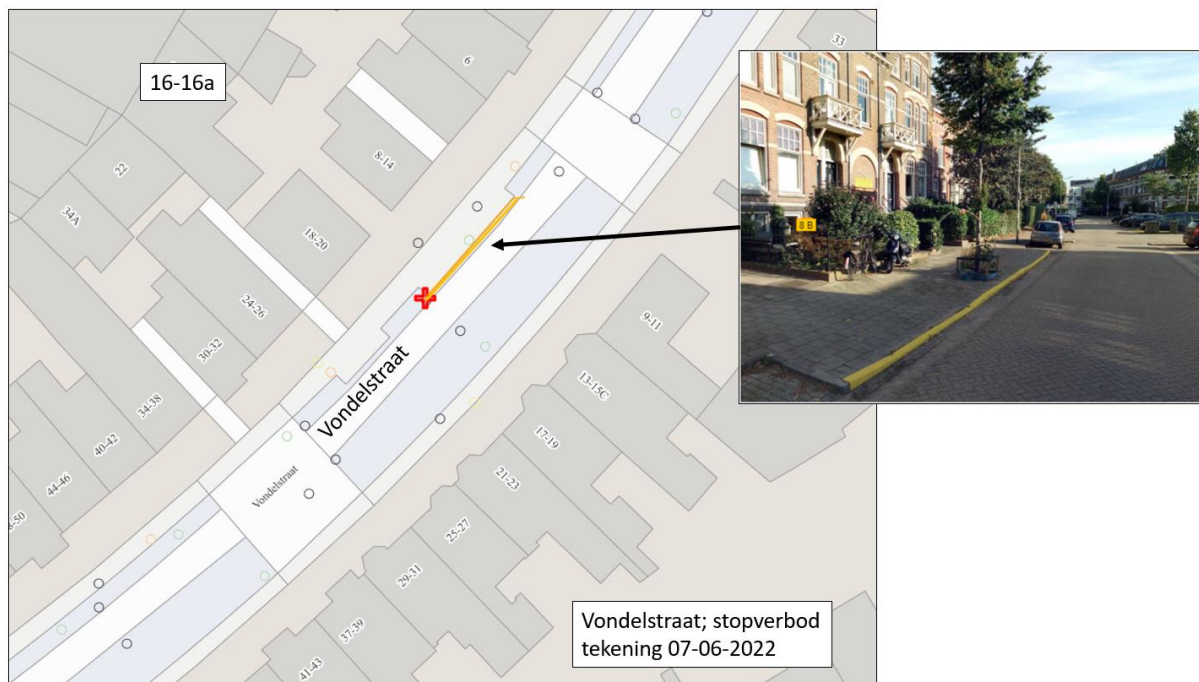 16-16a
6
33
8-14
22
34A
18-20
8 B
24-26
30-32
9-11
34-38
Vondelstraat
13-15C
40-42
17-19
44-46
Vondelstraat
21-23
8-50
25-27
29-31
37-39
41-43
Vondelstraat; stopverbod
tekening 07-06-2022